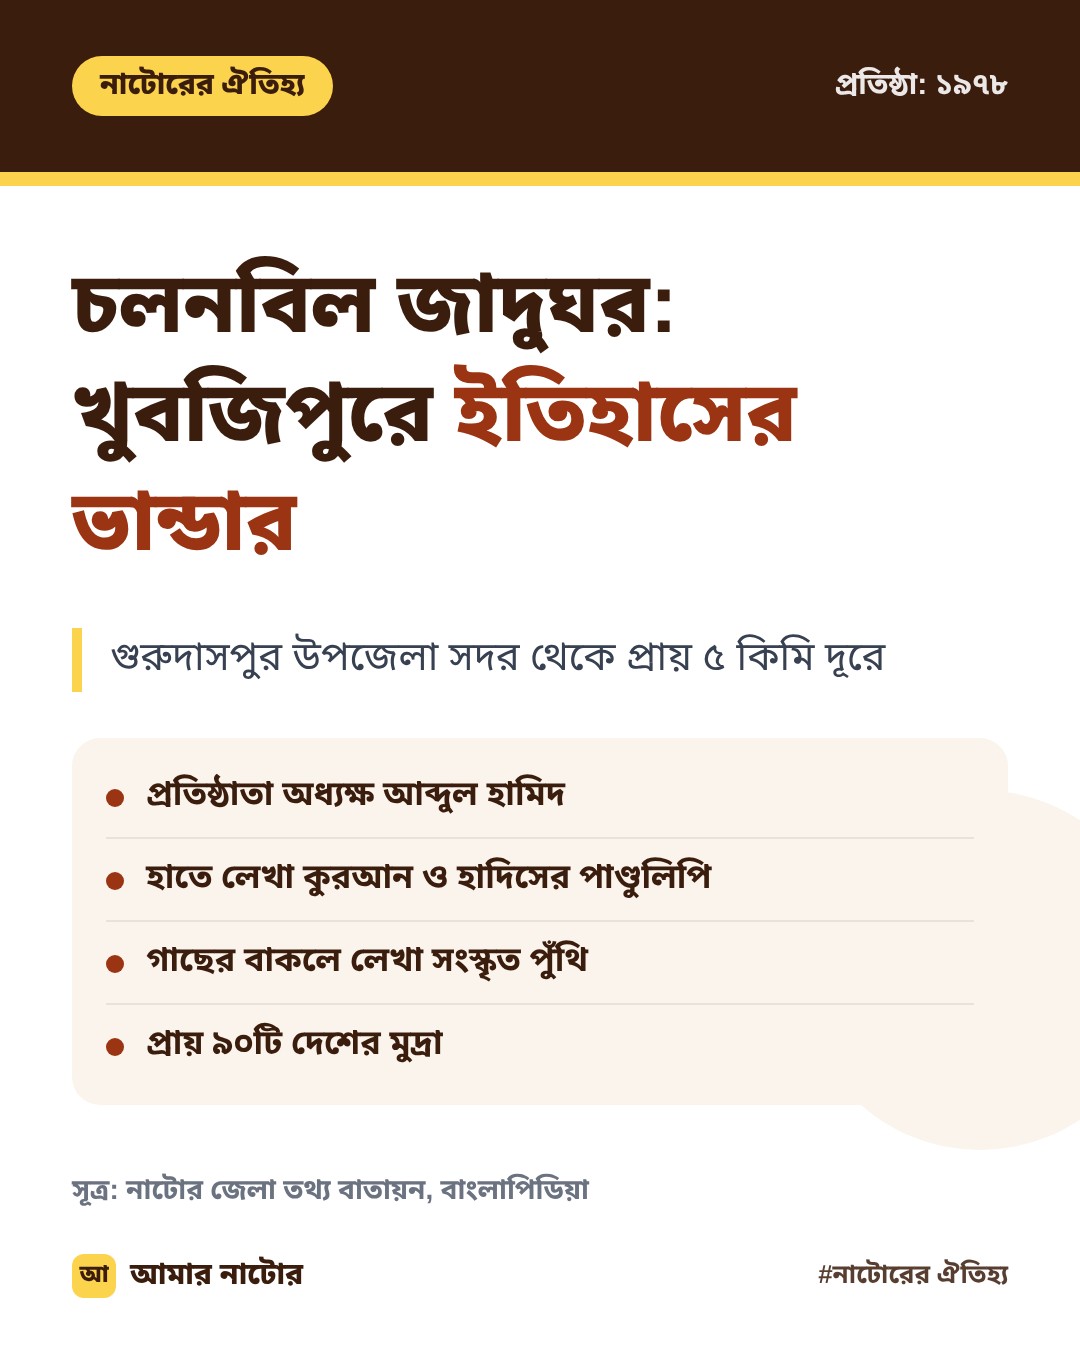 নাটোরের ঐতিহ্য
প্রতিষ্ঠা: ১৯৭৮
চলনবিল জাদুঘর:
খুবজিপুরে ইতিহাসের
ভান্ডার
গুরুদাসপুর উপজেলা সদর থেকে প্রায় ৫ কিমি দূরে
প্রতিষ্ঠাতা অধ্যক্ষ আব্দুল হামিদ
হাতে লেখা কুরআন ও হাদিসের পাণ্ডুলিপি
গাছের বাকলে লেখা সংস্কৃত পুঁথি
প্রায় ৯০টি দেশের মুদ্রা
সূত্র: নাটোর জেলা তথ্য বাতায়ন, বাংলাপিডিয়া
আ আমার নাটোর
#নাটোরের ঐতিহ্য